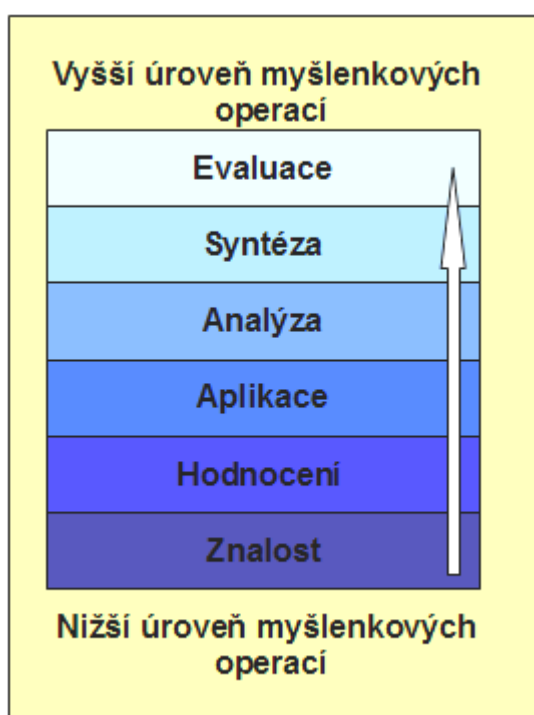 Vyšší úroveň myšlenkových
operací
Evaluace
Syntéza
Analýza
Aplikace
Hodnocení
Znalost
Nižší úroveň myšlenkových
operací